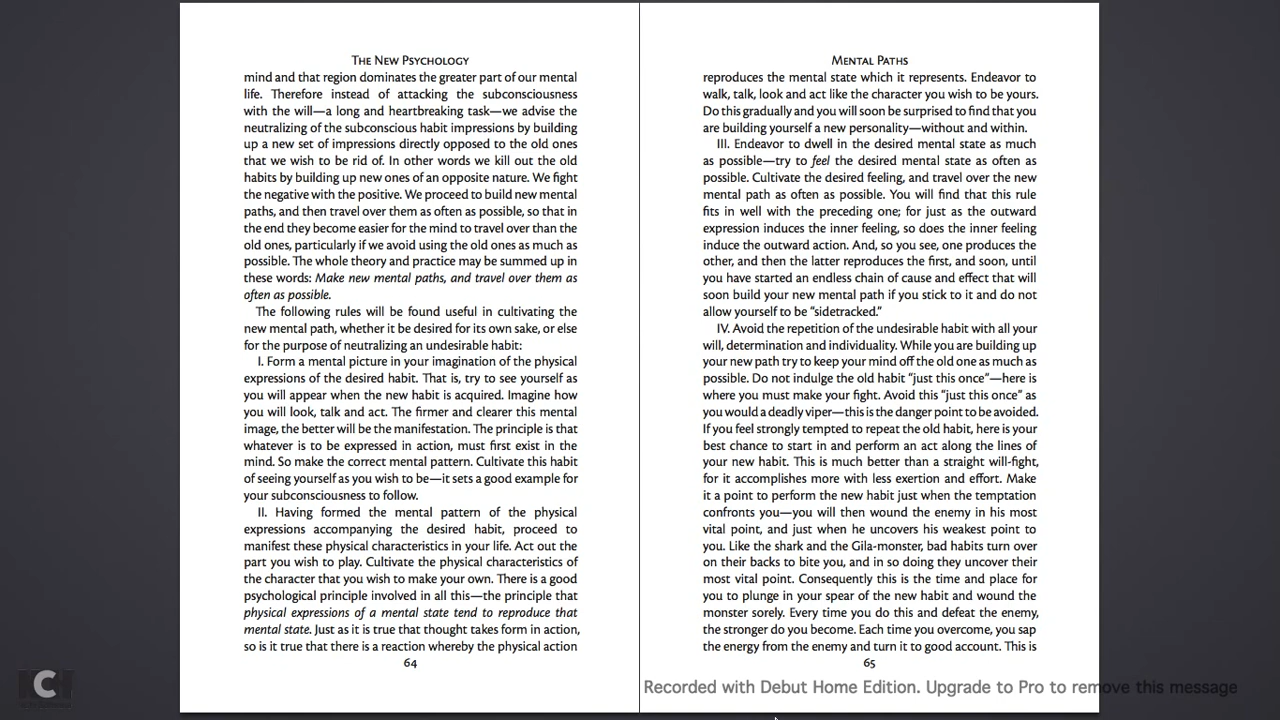 THE NEW PSYCHOLOGY
mind and that region dominates the greater part of our mental
life. Therefore instead of attacking the subconsciousness
with the will—a long and heartbreaking task—we advise the
neutralizing of the subconscious habit impressions by building
up a new set of impressions directly opposed to the old ones
that we wish to be rid of. In other words we kill out the old
habits by building up new ones of an opposite nature. We fight
the negative with the positive. We proceed to build new mental
paths, and then travel over them as often as possible, so that in
the end they become easier for the mind to travel over than the
old ones, particularly if we avoid using the old ones as much as
possible. The whole theory and practice may be summed up in
these words: Make new mental paths, and travel over them as
often as possible.
The following rules will be found useful in cultivating the
new mental path, whether it be desired for its own sake, or else
for the purpose of neutralizing an undesirable habit:
I. Form a mental picture in your imagination of the physical
expressions of the desired habit. That is, try to see yourself as
you will appear when the new habit is acquired. Imagine how
you will look, talk and act. The firmer and clearer this mental
image, the better will be the manifestation. The principle is that
whatever is to be expressed in action, must first exist in the
mind. So make the correct mental pattern. Cultivate this habit
of seeing yourself as you wish to be—it sets a good example for
your subconsciousness to follow.
II. Having formed the mental pattern of the physical
expressions accompanying the desired habit, proceed to
manifest these physical characteristics in your life. Act out the
part you wish to play. Cultivate the physical characteristics of
the character that you wish to make your own. There is a good
psychological principle involved in all this—the principle that
physical expressions of a mental state tend to reproduce that
mental state. Just as it is true that thought takes form in action,
so is it true that there is a reaction whereby the physical action
64
MENTAL PATHS
reproduces the mental state which it represents. Endeavor to
walk, talk, look and act like the character you wish to be yours.
Do this gradually and you will soon be surprised to find that you
are building yourself a new personality—without and within.
III. Endeavor to dwell in the desired mental state as much
as possible—try to feel the desired mental state as often as
possible. Cultivate the desired feeling, and travel over the new
mental path as often as possible. You will find that this rule
fits in well with the preceding one; for just as the outward
expression induces the inner feeling, so does the inner feeling
induce the outward action. And, so you see, one produces the
other, and then the latter reproduces the first, and soon, until
you have started an endless chain of cause and effect that will
soon build your new mental path if you stick to it and do not
allow yourself to be “sidetracked.”
IV. Avoid the repetition of the undesirable habit with all your
will, determination and individuality. While you are building up
your new path try to keep your mind off the old one as much as
possible. Do not indulge the old habit “just this once”—here is
where you must make your fight. Avoid this “just this once” as
you would a deadly viper—this is the danger point to be avoided.
If you feel strongly tempted to repeat the old habit, here is your
best chance to start in and perform an act along the lines of
your new habit. This is much better than a straight will-fight,
for it accomplishes more with less exertion and effort. Make
it a point to perform the new habit just when the temptation
confronts you—you will then wound the enemy in his most
vital point, and just when he uncovers his weakest point to
you. Like the shark and the Gila-monster, bad habits turn over
on their backs to bite you, and in so doing they uncover their
most vital point. Consequently this is the time and place for
you to plunge in your spear of the new habit and wound the
monster sorely. Every time you do this and defeat the enemy,
the stronger do you become. Each time you overcome, you sap
the energy from the enemy and turn it to good account. This is
65
Recorded with Debut Home Edition. Upgrade to Pro to remove this message